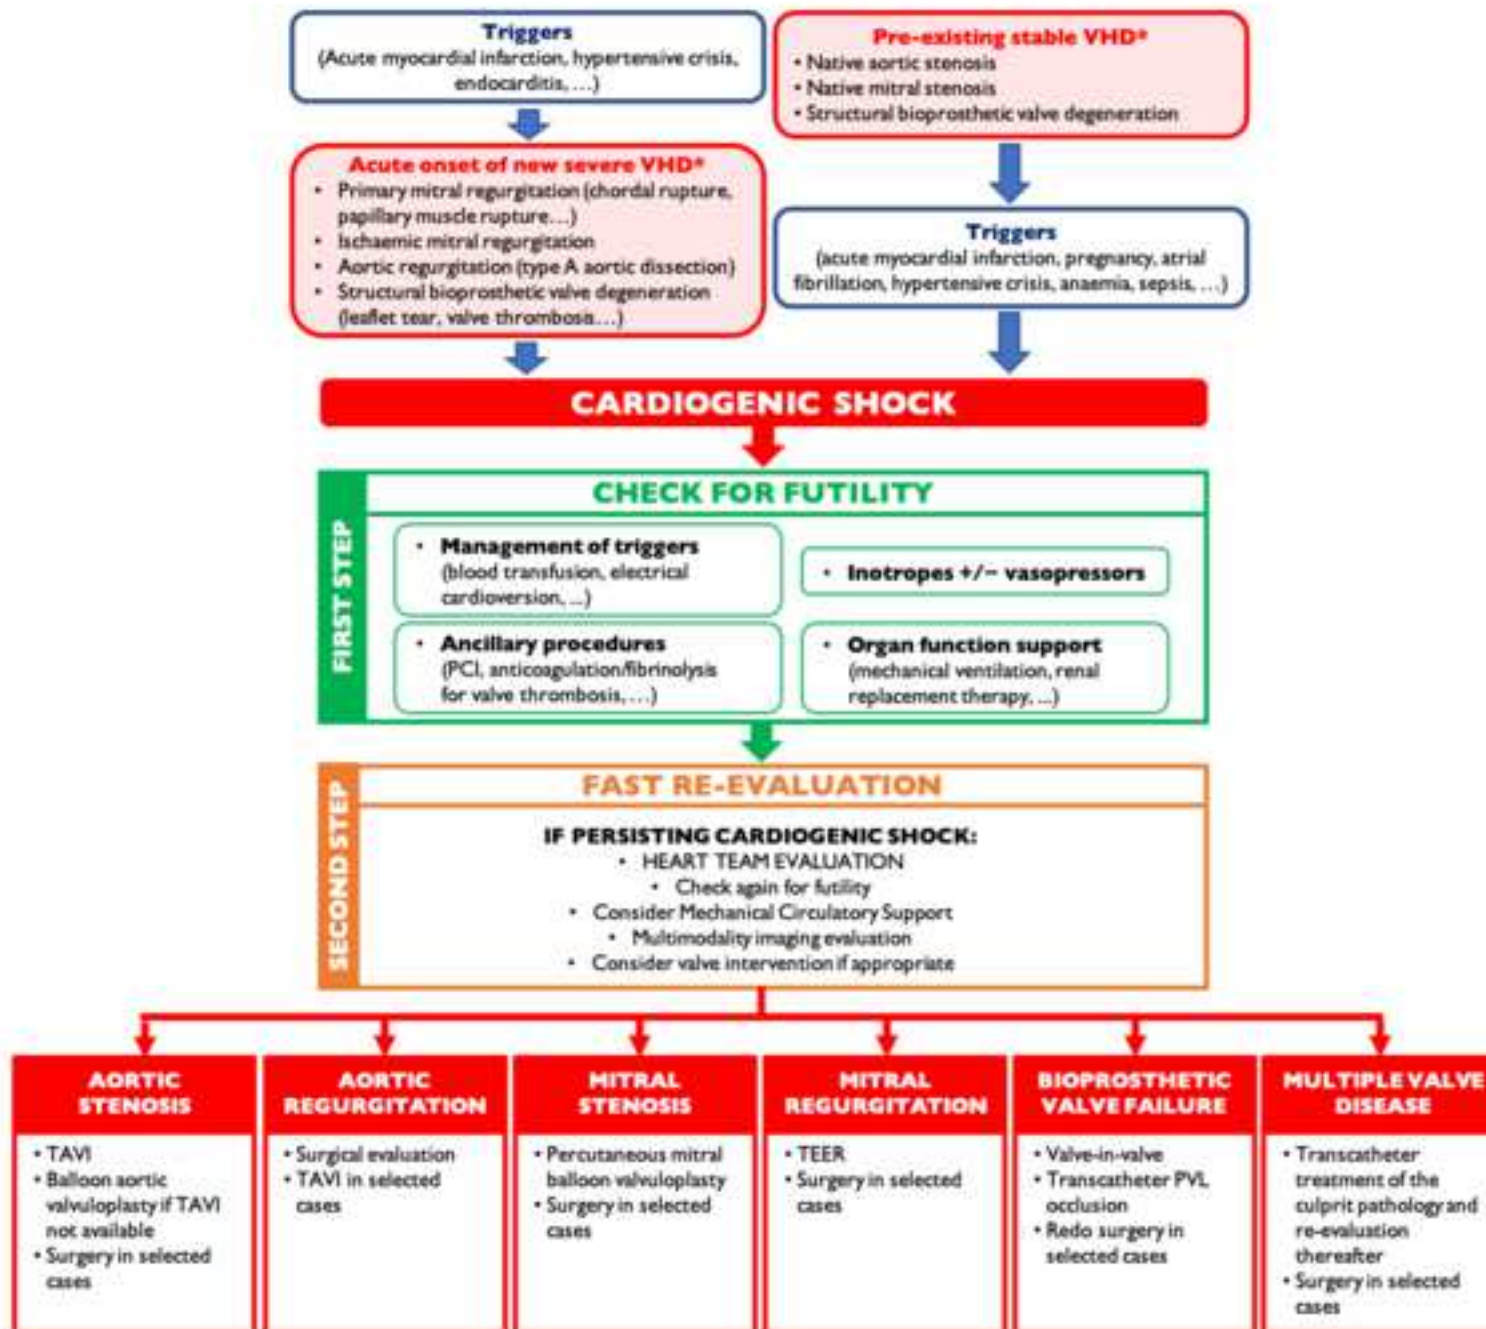 Triggers
(Acute myocardial infarction, hypertensive crisis,
endocarditis, …)
Pre-existing stable VHD*
• Native aortic stenosis
• Native mitral stenosis
• Structural bioprosthetic valve degeneration
Acute onset of new severe VHD*
• Primary mitral regurgitation (chordal rupture,
papillary muscle rupture…)
• Ischaemic mitral regurgitation
• Aortic regurgitation (type A aortic dissection)
• Structural bioprosthetic valve degeneration
(leaflet tear, valve thrombosis…)
Triggers
(acute myocardial infarction, pregnancy, atrial
fibrillation, hypertensive crisis, anaemia, sepsis, …)
CARDIOGENIC SHOCK
FIRST STEP
CHECK FOR FUTILITY
• Management of triggers
(blood transfusion, electrical
cardioversion, ...)
• Inotropes +/− vasopressors
• Ancillary procedures
(PCI, anticoagulation/fibrinolysis
for valve thrombosis, …)
• Organ function support
(mechanical ventilation, renal
replacement therapy, ...)
SECOND STEP
FAST RE-EVALUATION
IF PERSISTING CARDIOGENIC SHOCK:
• HEART TEAM EVALUATION
• Check again for futility
• Consider Mechanical Circulatory Support
• Multimodality imaging evaluation
• Consider valve intervention if appropriate
AORTIC
STENOSIS
• TAVI
• Balloon aortic
valvuloplasty if TAVI
not available
• Surgery in selected
cases
AORTIC
REGURGITATION
• Surgical evaluation
• TAVI in selected
cases
MITRAL
STENOSIS
• Percutaneous mitral
balloon valvuloplasty
• Surgery in selected
cases
MITRAL
REGURGITATION
• TEER
• Surgery in selected
cases
BIOPROSTHETIC
VALVE FAILURE
• Valve-in-valve
• Transcatheter PVL
occlusion
• Redo surgery in
selected cases
MULTIPLE VALVE
DISEASE
• Transcatheter
treatment of the
culprit pathology and
re-evaluation
thereafter
• Surgery in selected
cases